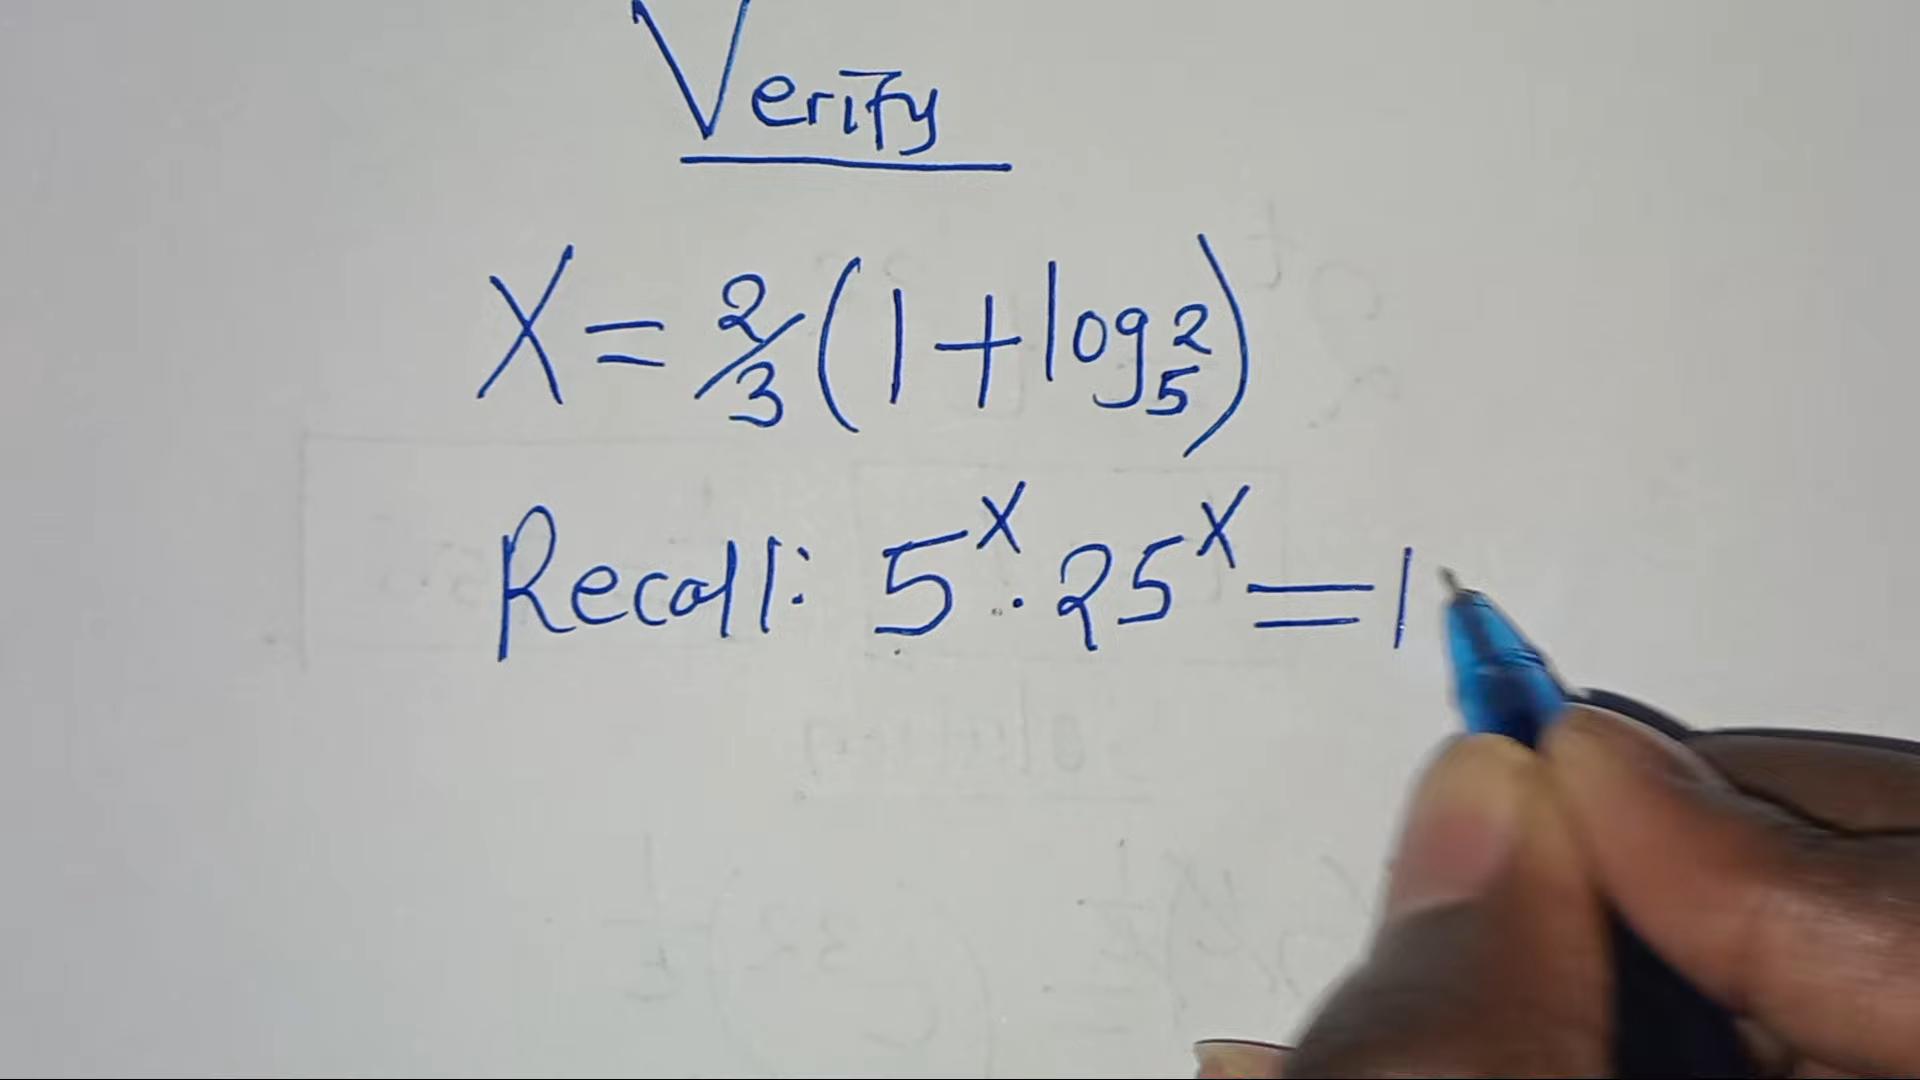 Verify
X = 2/3 (1 + log₅2)
Recall: 5^x . 25^x = 1